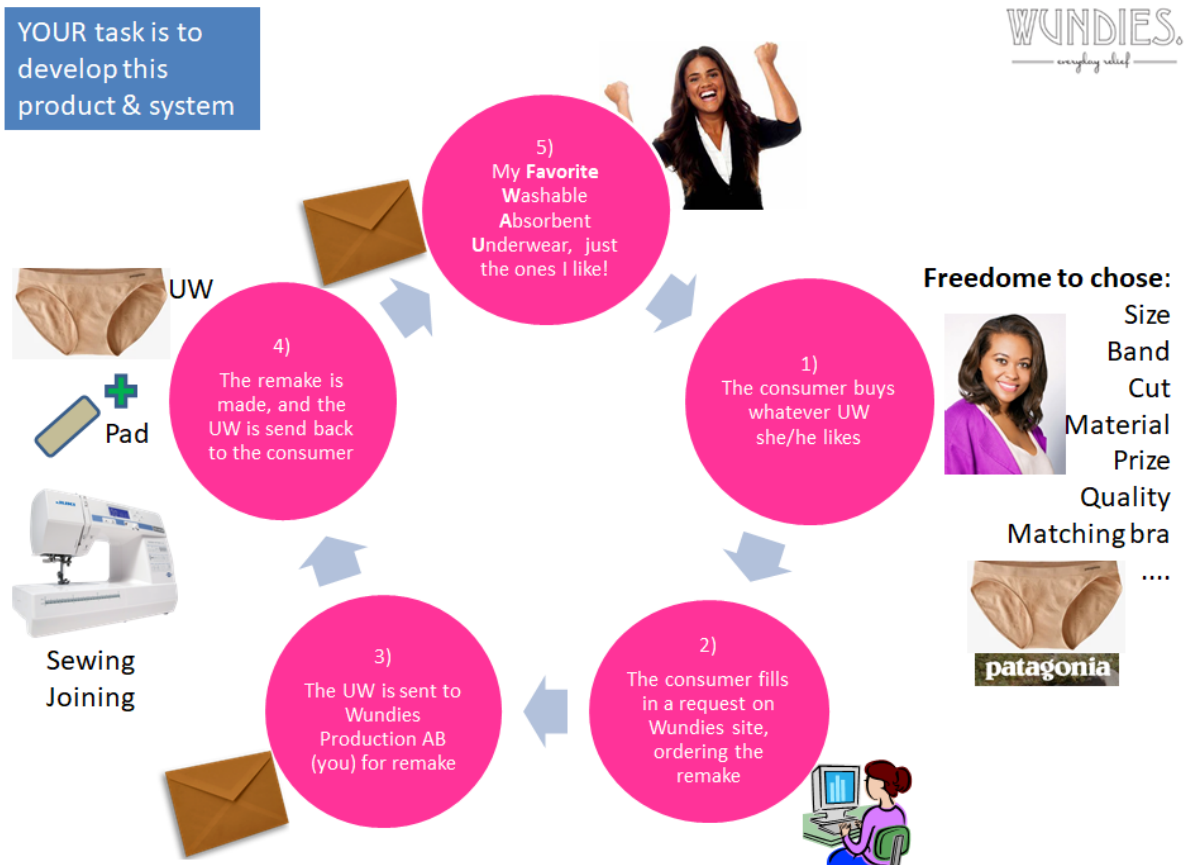 YOUR task is to
develop this
product & system
WUNDIES.
everyday relief
5)
My Favorite
Washable
Absorbent
Underwear, just
the ones I like!
Freedome to chose:
Size
Band
Cut
Material
Prize
Quality
Matching bra
....
patagonia
1)
The consumer buys
whatever UW
she/he likes
2)
The consumer fills
in a request on
Wundies site,
ordering the
remake
3)
The UW is sent to
Wundies
Production AB
(you) for remake
4)
The remake is
made, and the
UW is send back
to the consumer
UW
Pad
Sewing
Joining